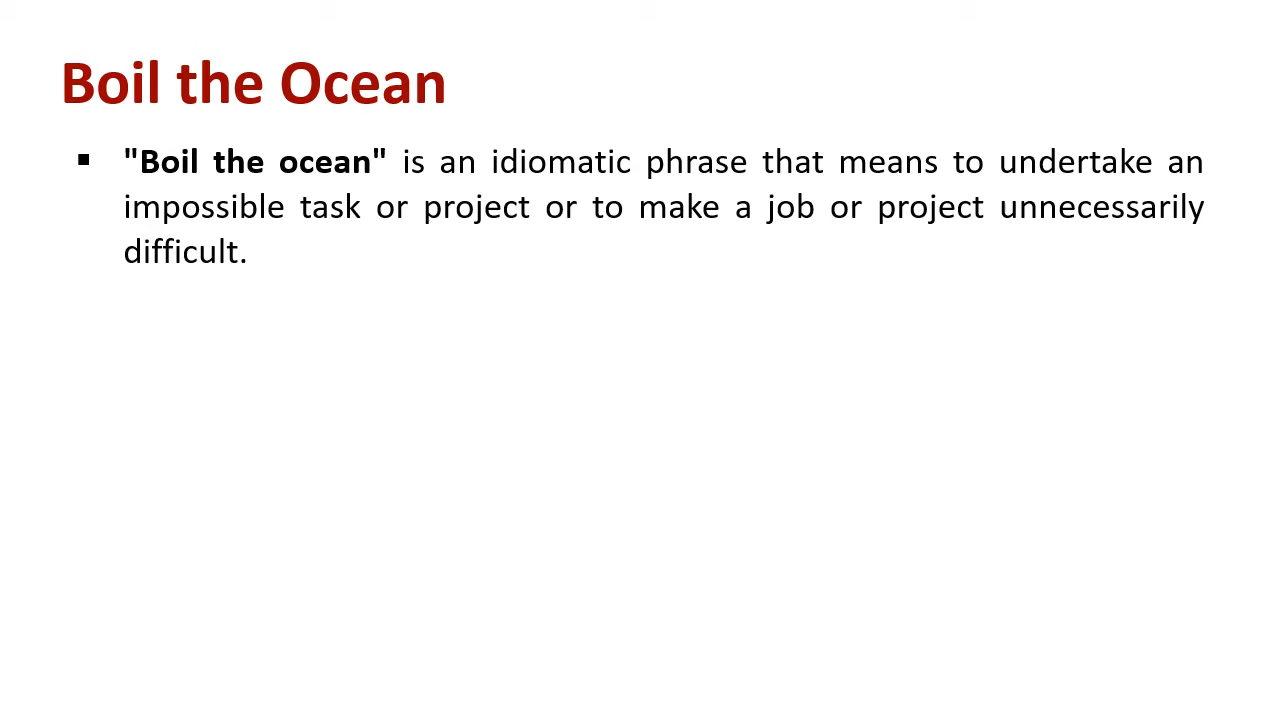 Boil the Ocean
▪ "Boil the ocean" is an idiomatic phrase that means to undertake an
impossible task or project or to make a job or project unnecessarily
difficult.